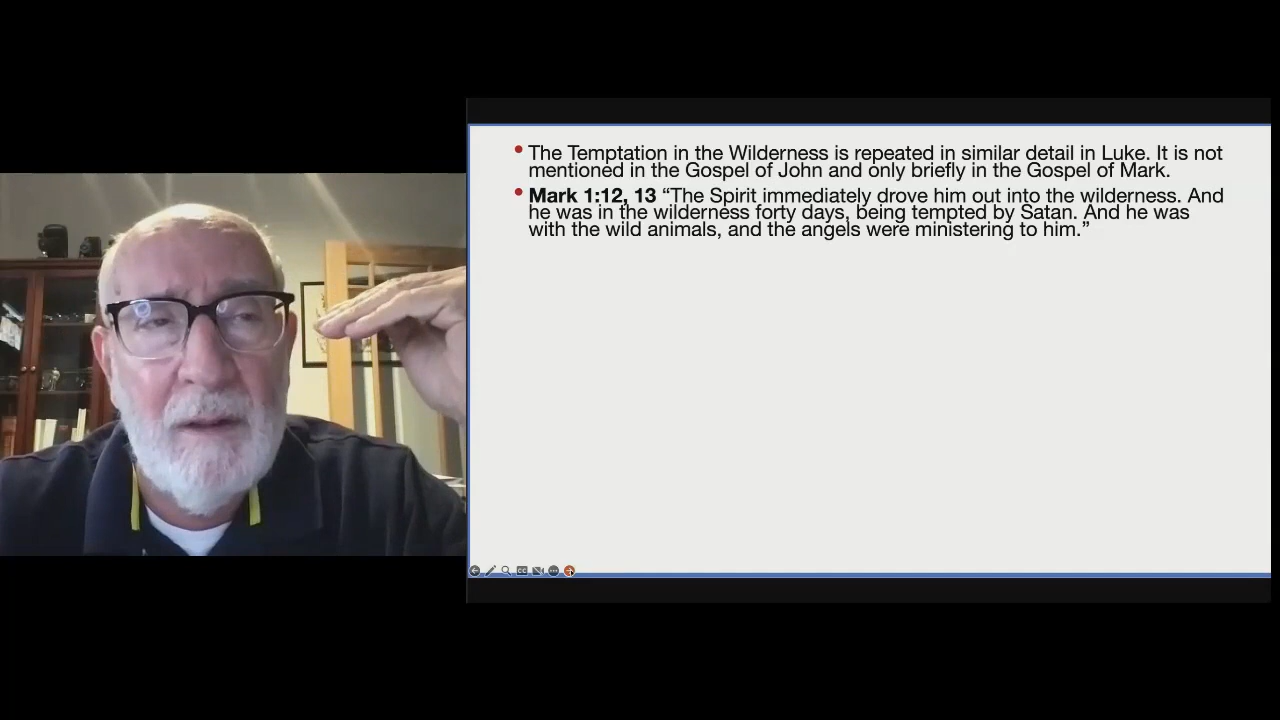 • The Temptation in the Wilderness is repeated in similar detail in Luke. It is not
mentioned in the Gospel of John and only briefly in the Gospel of Mark.
• Mark 1:12, 13 “The Spirit immediately drove him out into the wilderness. And
he was in the wilderness forty days, being tempted by Satan. And he was
with the wild animals, and the angels were ministering to him.”